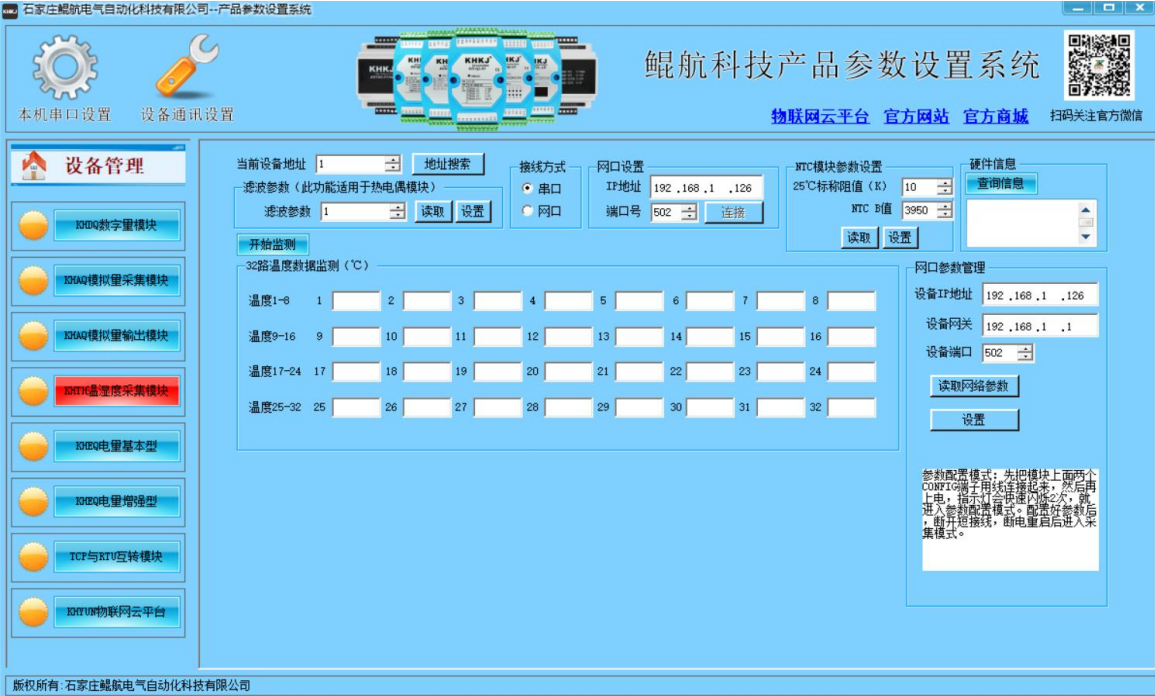 KHKJ 石家庄鲲航电气自动化科技有限公司--产品参数设置系统
本机串口设置 设备通讯设置
KHKJ
鲲航科技产品参数设置系统
物联网云平台 官方网站 官方商城
扫码关注官方微信
设备管理
KHDQ数字量模块
KHAQ模拟量采集模块
KHAQ模拟量输出模块
KHTH温湿度采集模块
KHEQ电量基本型
KHEQ电量增强型
TCP与RTU互转模块
KHYUN物联网云平台
当前设备地址 1 地址搜索
滤波参数（此功能适用于热电偶模块）
滤波参数 1 读取 设置
接线方式
串口
网口
网口设置
IP地址 192 .168 .1 .126
端口号 502 连接
NTC模块参数设置
25℃标称阻值（K） 10
NTC B值 3950
读取 设置
硬件信息
查询信息
开始监测
32路温度数据监测（℃）
温度1-8 1 2 3 4 5 6 7 8
温度9-16 9 10 11 12 13 14 15 16
温度17-24 17 18 19 20 21 22 23 24
温度25-32 25 26 27 28 29 30 31 32
网口参数管理
设备IP地址 192 .168 .1 .126
设备网关 192 .168 .1 .1
设备端口 502
读取网络参数
设置
参数配置模式：先把模块上面两个
CONFIG端子用线连接起来，然后再
上电，指示灯会快速闪烁2次，就
进入参数配置模式。配置好参数后
，断开短接线，断电重启后进入采
集模式。
版权所有:石家庄鲲航电气自动化科技有限公司